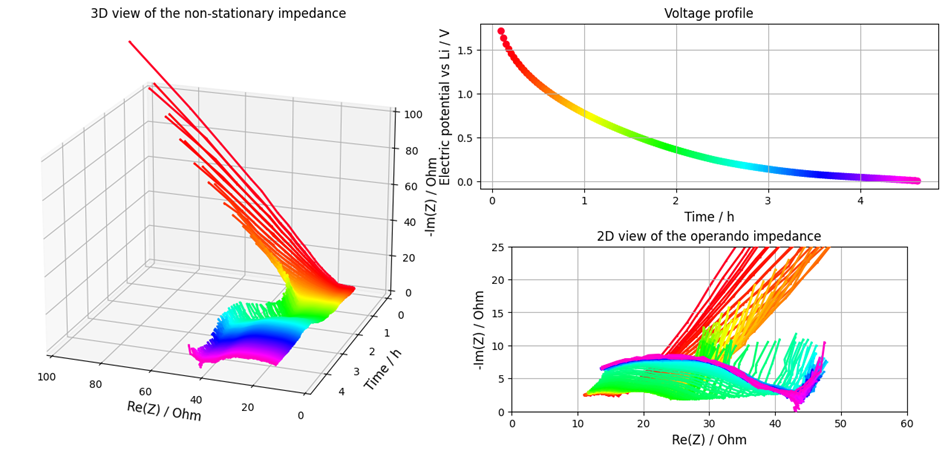 3D view of the non-stationary impedance
100
80
60
40
20
0
Re(Z) / Ohm
0
1
2
3
4
Time / h
0
20
40
60
80
100
-Im(Z) / Ohm
Voltage profile
1.5
1.0
0.5
0.0
Electric potential vs Li / V
0 1 2 3 4
Time / h
2D view of the operando impedance
25
20
15
10
5
0
-Im(Z) / Ohm
0 10 20 30 40 50 60
Re(Z) / Ohm